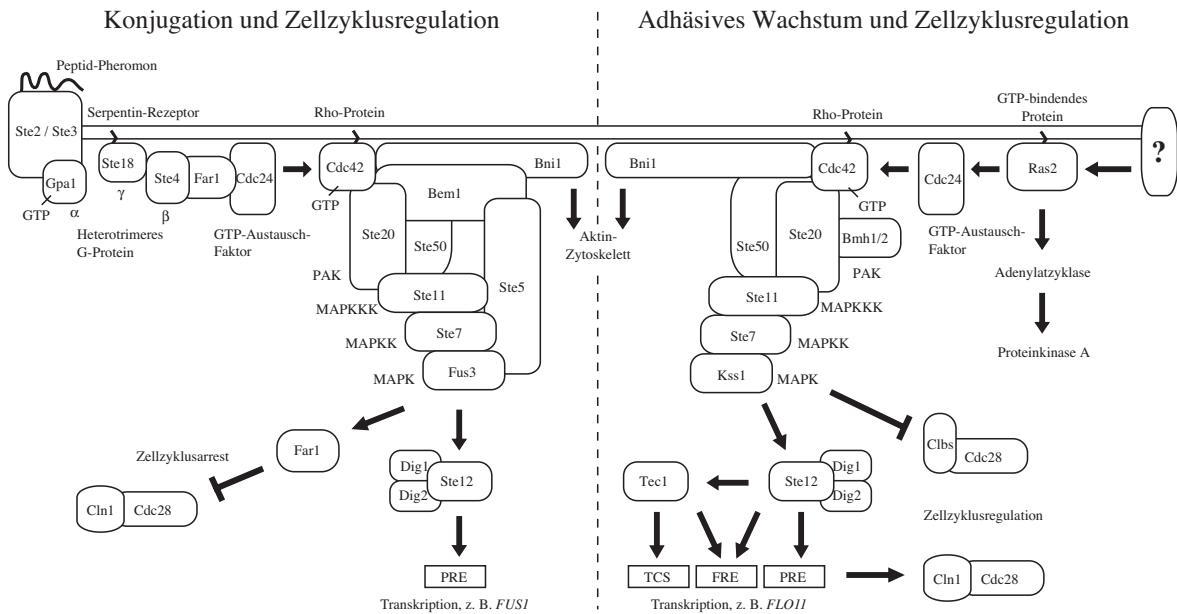 Konjugation und Zellzyklusregulation
Peptid-Pheromon
Serpentin-Rezeptor
Rho-Protein
Ste2 / Ste3
Gpa1
GTP
α
Ste18
γ
Ste4
β
Far1
Cdc24
Heterotrimeres
G-Protein
GTP-Austausch-
Faktor
Cdc42
GTP
Bni1
Bem1
Ste20
Ste50
Ste5
PAK
Ste11
MAPKKK
Ste7
MAPKK
Fus3
MAPK
Aktin-
Zytoskelett
Far1
Zellzyklusarrest
Cln1
Cdc28
Dig1
Dig2
Ste12
PRE
Transkription, z. B. FUS1
Adhäsives Wachstum und Zellzyklusregulation
Rho-Protein
GTP-bindendes
Protein
Bni1
Cdc42
GTP
Cdc24
Ras2
?
GTP-Austausch-
Faktor
Ste50
Ste20
Bmh1/2
PAK
Adenylatzyklase
Proteinkinase A
Ste11
MAPKKK
Ste7
MAPKK
Kss1
MAPK
Clbs
Cdc28
Tec1
Ste12
Dig1
Dig2
Zellzyklusregulation
TCS
FRE
PRE
Cln1
Cdc28
Transkription, z. B. FLO11